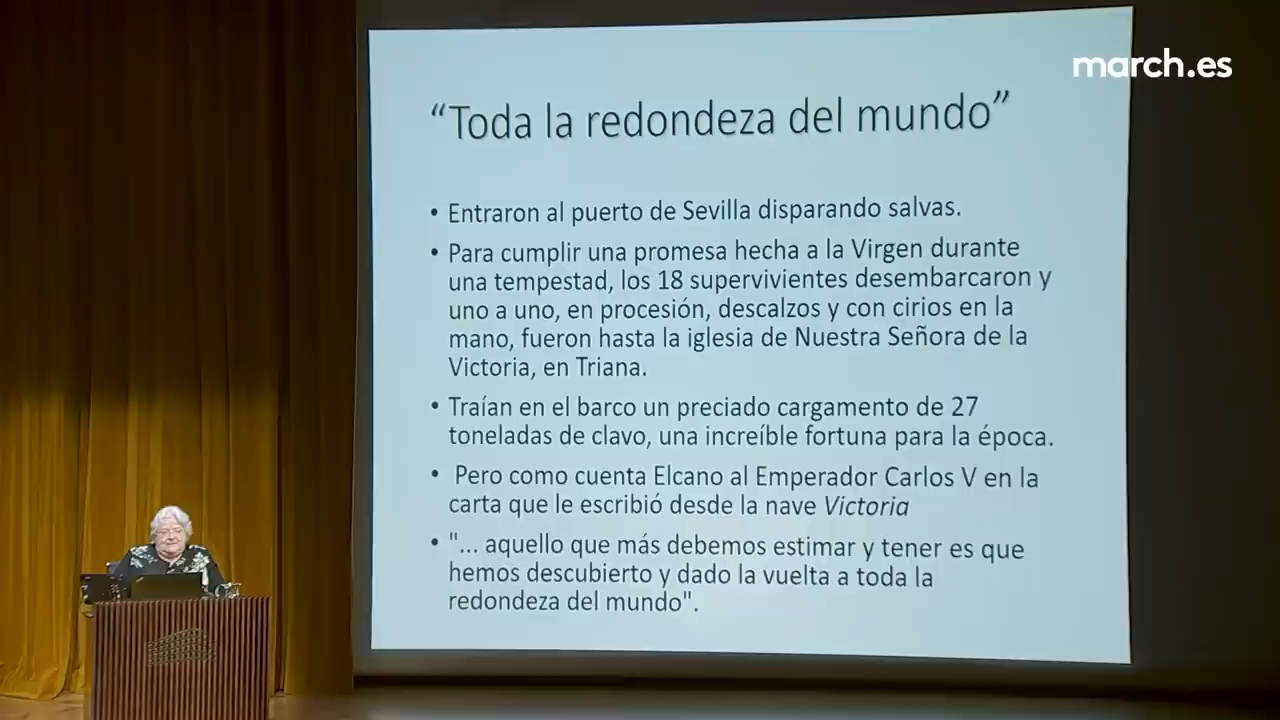 march.es
“Toda la redondeza del mundo”
• Entraron al puerto de Sevilla disparando salvas.
• Para cumplir una promesa hecha a la Virgen durante
una tempestad, los 18 supervivientes desembarcaron y
uno a uno, en procesión, descalzos y con cirios en la
mano, fueron hasta la iglesia de Nuestra Señora de la
Victoria, en Triana.
• Traían en el barco un preciado cargamento de 27
toneladas de clavo, una increíble fortuna para la época.
• Pero como cuenta Elcano al Emperador Carlos V en la
carta que le escribió desde la nave Victoria
• "... aquello que más debemos estimar y tener es que
hemos descubierto y dado la vuelta a toda la
redondeza del mundo".